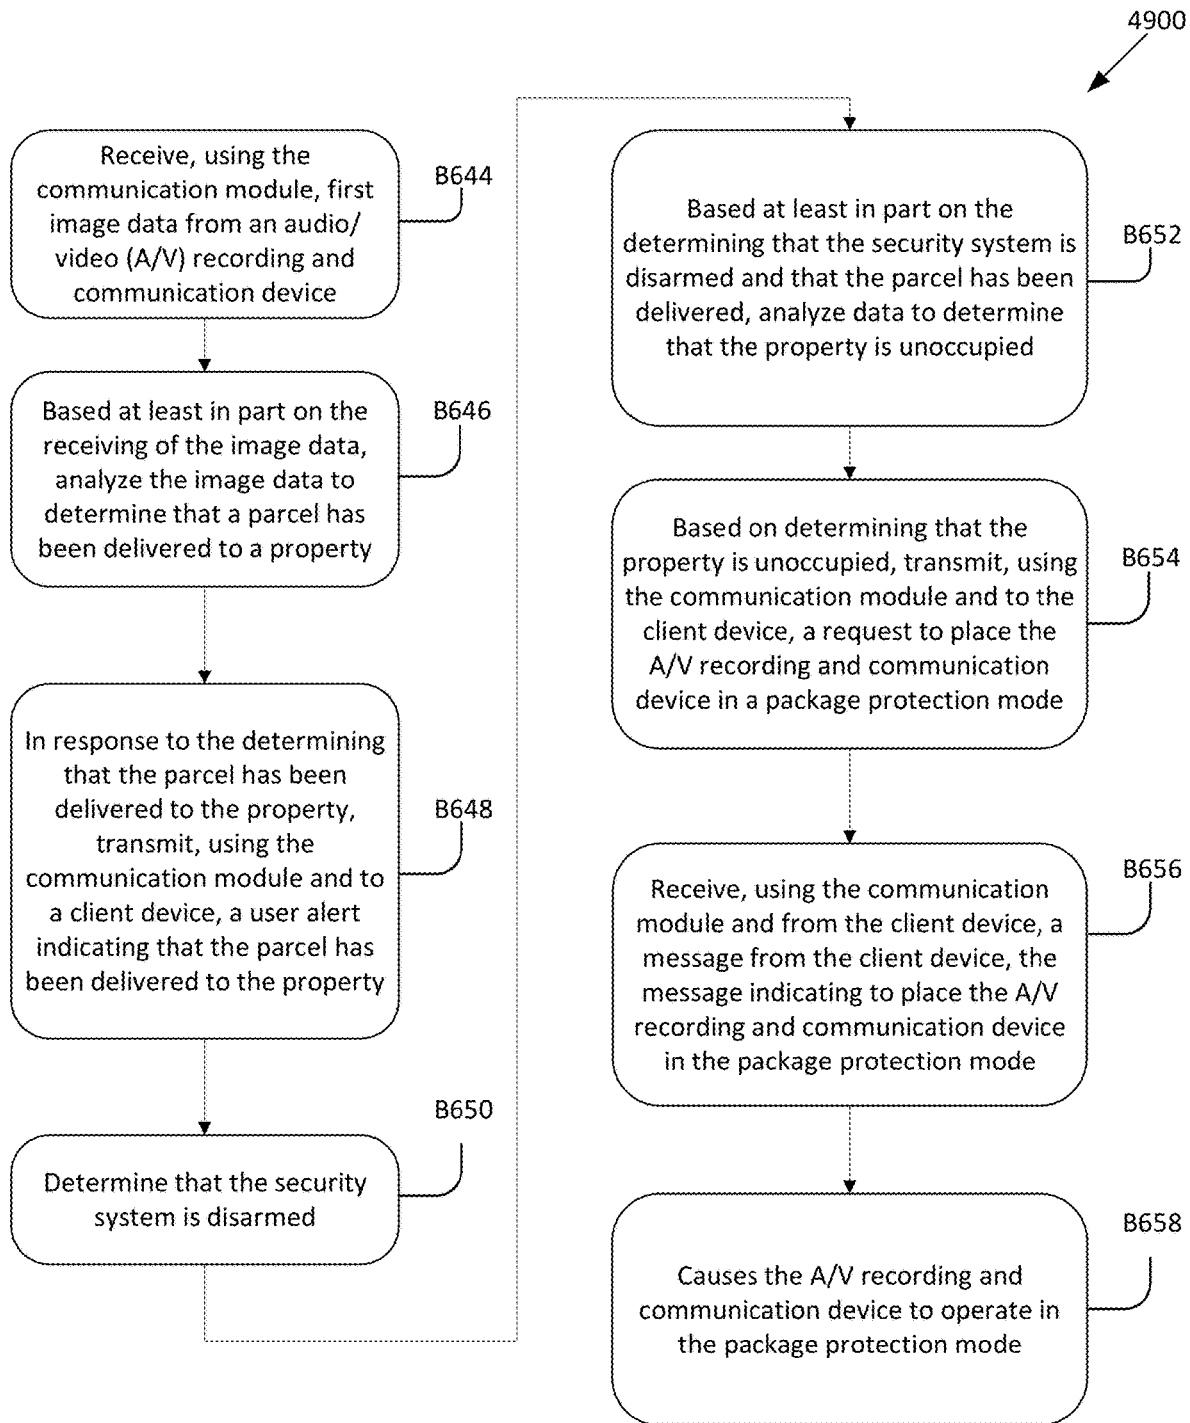 4900
Receive, using the
communication module, first
image data from an audio/
video (A/V) recording and
communication device
B644
Based at least in part on the
receiving of the image data,
analyze the image data to
determine that a parcel has
been delivered to a property
B646
In response to the determining
that the parcel has been
delivered to the property,
transmit, using the
communication module and to
a client device, a user alert
indicating that the parcel has
been delivered to the property
B648
Determine that the security
system is disarmed
B650
Based at least in part on the
determining that the security system is
disarmed and that the parcel has been
delivered, analyze data to determine
that the property is unoccupied
B652
Based on determining that the
property is unoccupied, transmit, using
the communication module and to the
client device, a request to place the
A/V recording and communication
device in a package protection mode
B654
Receive, using the communication
module and from the client device, a
message from the client device, the
message indicating to place the A/V
recording and communication device
in the package protection mode
B656
Causes the A/V recording and
communication device to operate in
the package protection mode
B658